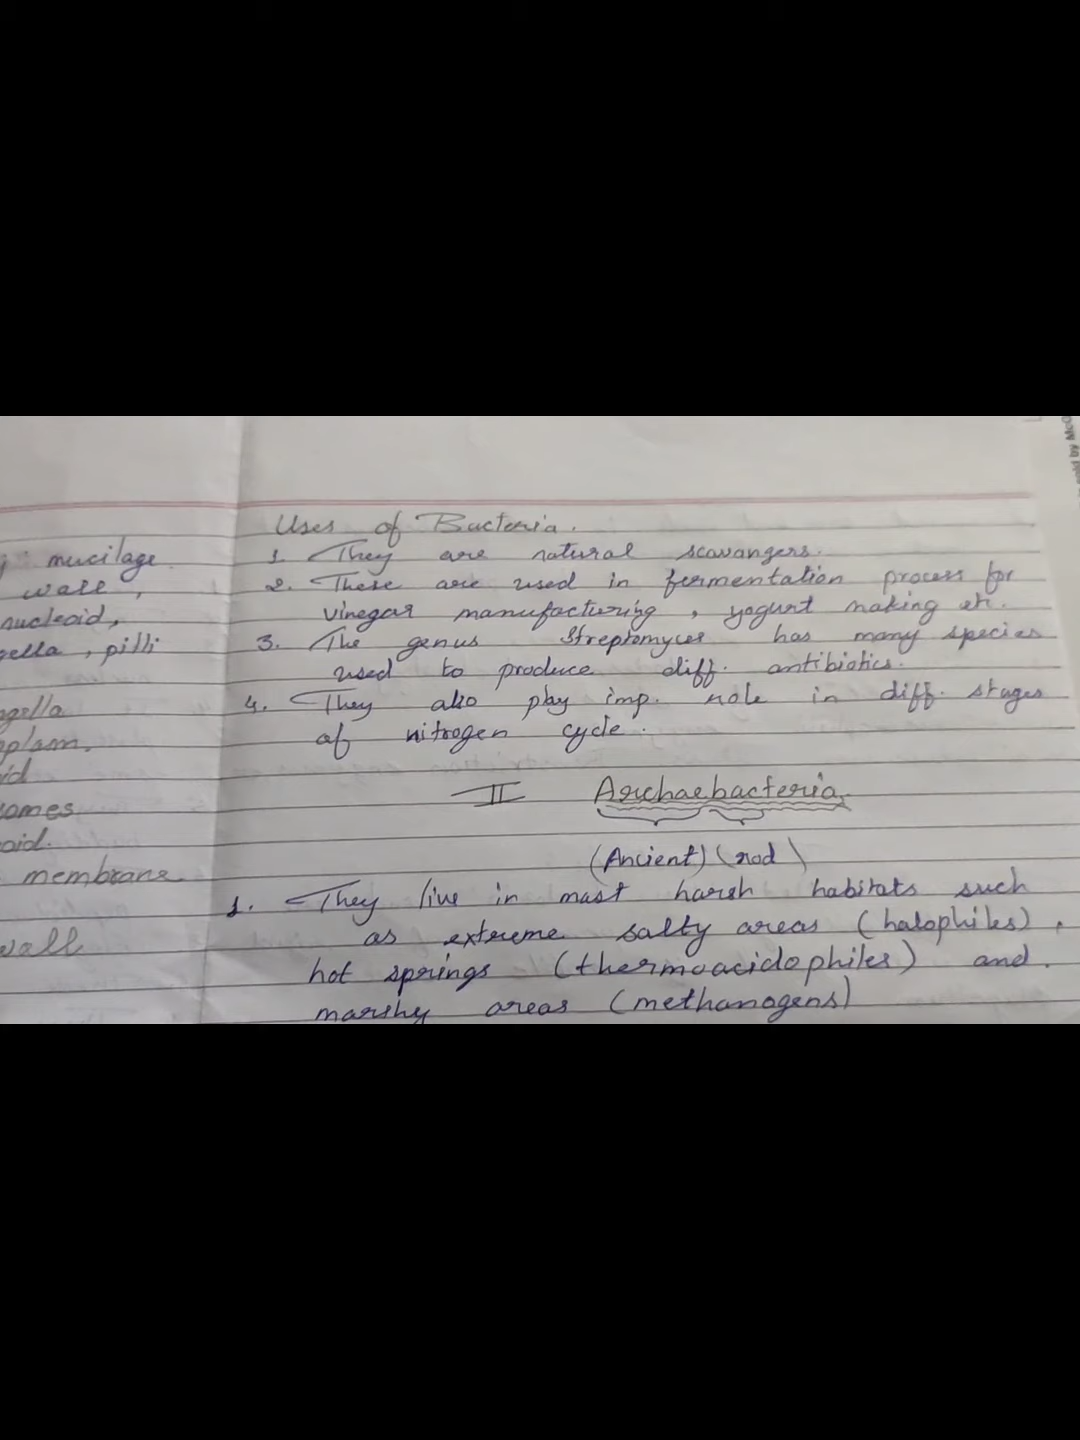 Uses of Bacteria.
1. They are natural scavangers.
2. These are used in fermentation process for
vinegar manufacturing, yogurt making etc.
3. The genus Streptomyces has many species
used to produce diff. antibiotics.
4. They also play imp. role in diff. stages
of nitrogen cycle.
II Archaebacteria
(Ancient) (rod)
1. They live in most harsh habitats such
as extreme salty areas (halophiles),
hot springs (thermoacidophiles) and
marshy areas (methanogens)
mucilage
wall,
nucleoid,
pilli
membrane
wall